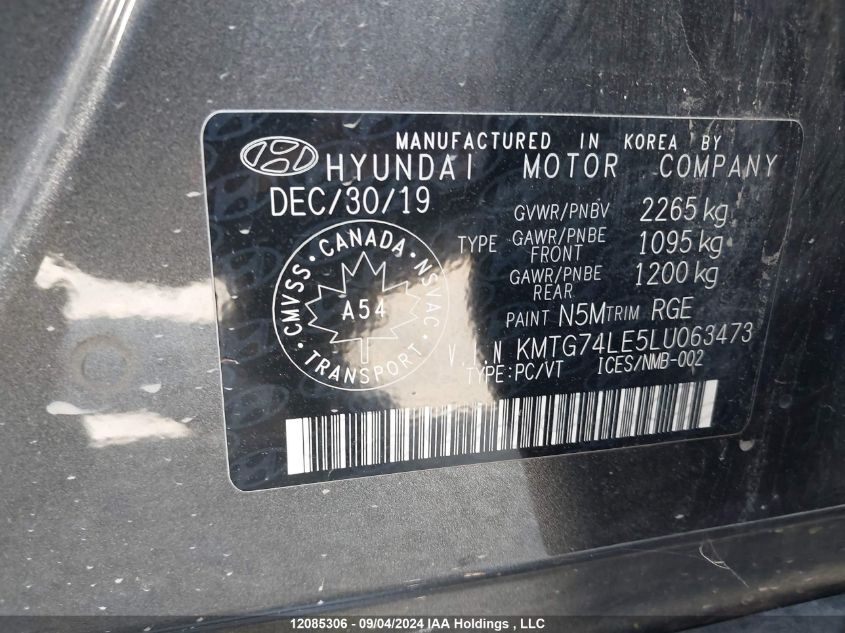 MANUFACTURED IN KOREA BY
HYUNDAI MOTOR COMPANY
DEC/30/19
GVWR/PNBV 2265 kg
TYPE GAWR/PNBE FRONT 1095 kg
GAWR/PNBE REAR 1200 kg
PAINT N5M TRIM RGE
CMVSS · CANADA · NSVAC · TRANSPORT ·
A54
V.I.N KMTG74LE5LU063473
TYPE:PC/VT ICES/NMB-002
12085306 - 09/04/2024 IAA Holdings , LLC